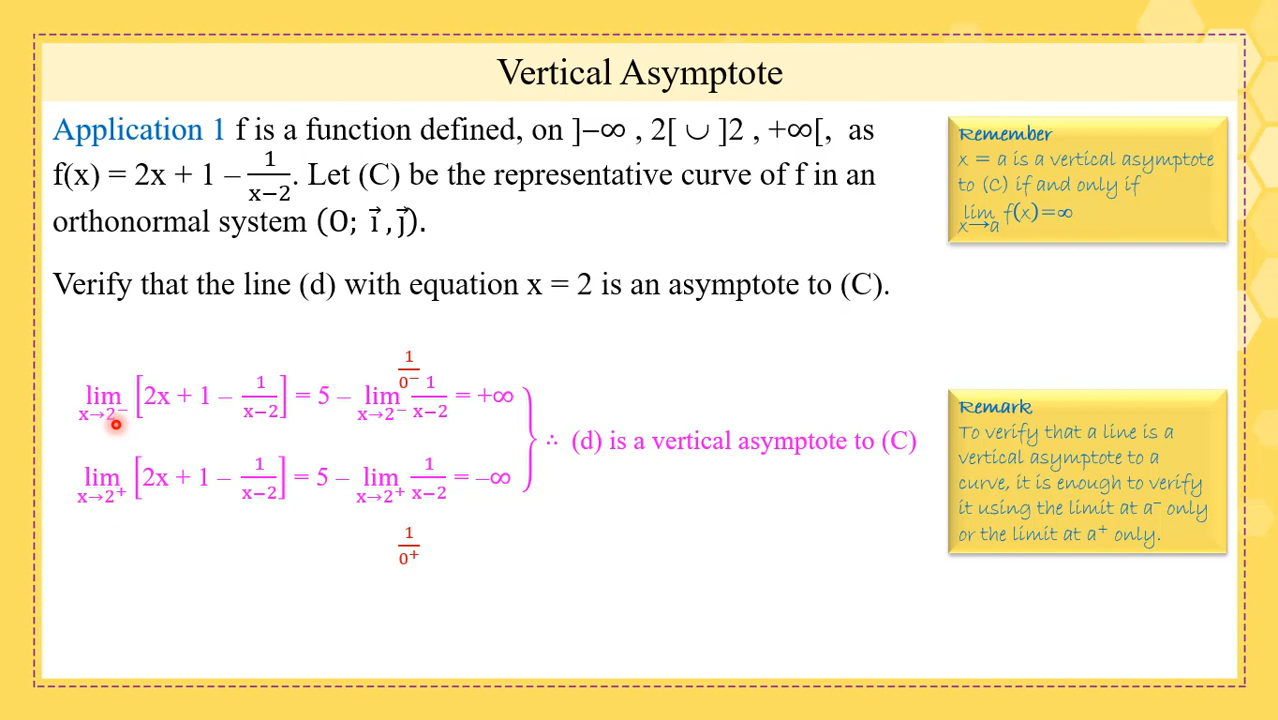 Vertical Asymptote
Application 1 f is a function defined, on ]–∞ , 2[ ∪ ]2 , +∞[, as
f(x) = 2x + 1 – 1/(x–2). Let (C) be the representative curve of f in an
orthonormal system (O; i⃗ , j⃗).
Verify that the line (d) with equation x = 2 is an asymptote to (C).
1/0⁻
lim x→2⁻ [2x + 1 – 1/(x–2)] = 5 – lim x→2⁻ 1/(x–2) = +∞
∴ (d) is a vertical asymptote to (C)
lim x→2⁺ [2x + 1 – 1/(x–2)] = 5 – lim x→2⁺ 1/(x–2) = –∞
1/0⁺
Remember
x = a is a vertical asymptote
to (C) if and only if
lim x→a f(x)=∞
Remark
To verify that a line is a
vertical asymptote to a
curve, it is enough to verify
it using the limit at a⁻ only
or the limit at a⁺ only.